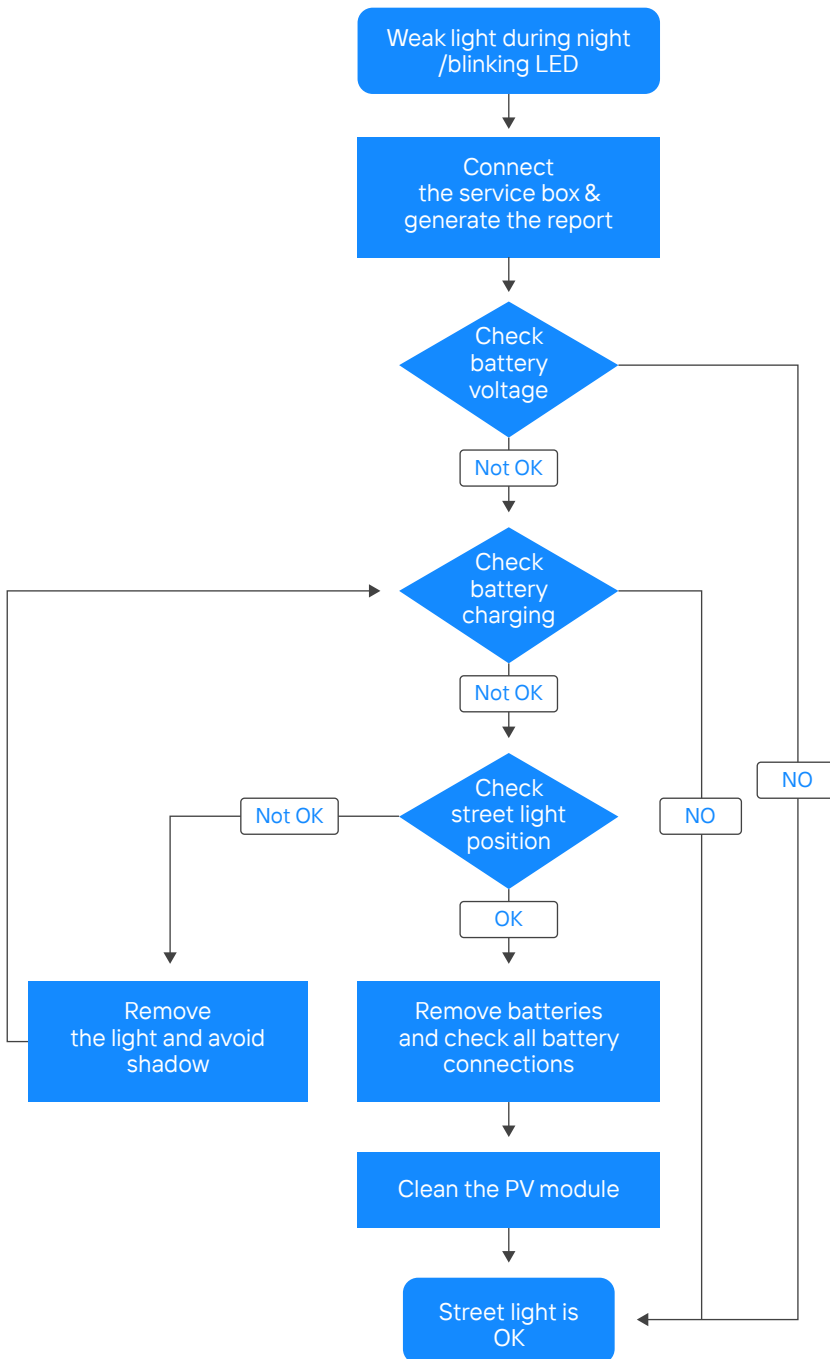 Weak light during night
/blinking LED
Connect
the service box &
generate the report
Check
battery
voltage
Not OK
Check
battery
charging
Not OK
Check
street light
position
Not OK
NO
NO
OK
Remove
the light and avoid
shadow
Remove batteries
and check all battery
connections
Clean the PV module
Street light is
OK